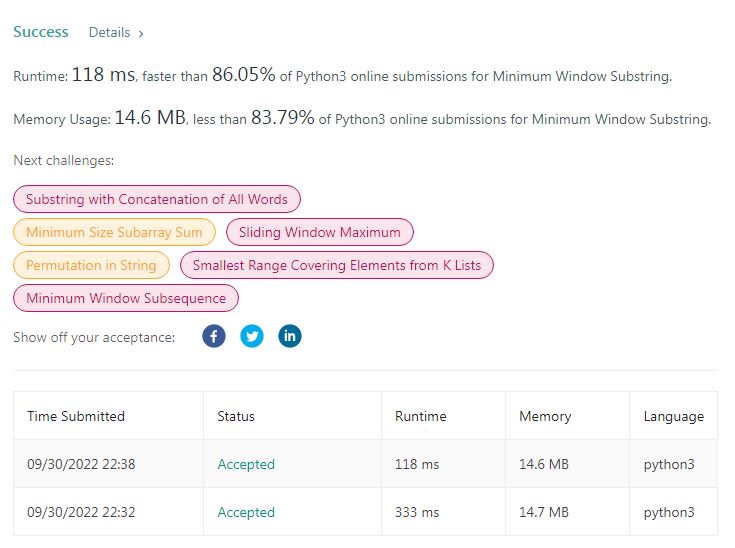 Success Details ›
Runtime: 118 ms, faster than 86.05% of Python3 online submissions for Minimum Window Substring.
Memory Usage: 14.6 MB, less than 83.79% of Python3 online submissions for Minimum Window Substring.
Next challenges:
Substring with Concatenation of All Words
Minimum Size Subarray Sum Sliding Window Maximum
Permutation in String Smallest Range Covering Elements from K Lists
Minimum Window Subsequence
Show off your acceptance: f in
Time Submitted Status Runtime Memory Language
09/30/2022 22:38 Accepted 118 ms 14.6 MB python3
09/30/2022 22:32 Accepted 333 ms 14.7 MB python3